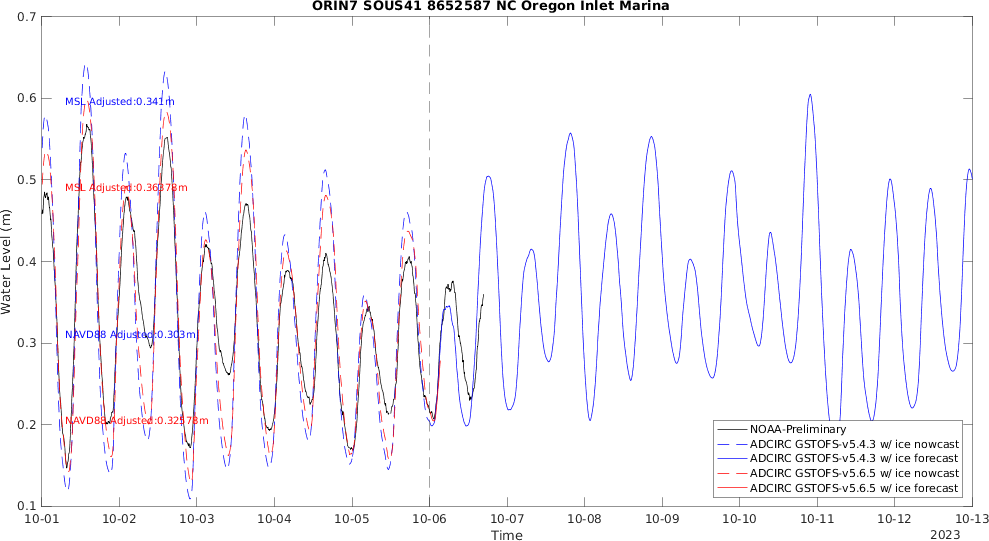 ORIN7 SOUS41 8652587 NC Oregon Inlet Marina
0.7
0.6
0.5
0.4
0.3
0.2
0.1
Water Level (m)
MSL Adjusted:0.341m
MSL Adjusted:0.36378m
NAVD88 Adjusted:0.303m
NAVD88 Adjusted:0.32578m
NOAA-Preliminary
ADCIRC GSTOFS-v5.4.3 w/ ice nowcast
ADCIRC GSTOFS-v5.4.3 w/ ice forecast
ADCIRC GSTOFS-v5.6.5 w/ ice nowcast
ADCIRC GSTOFS-v5.6.5 w/ ice forecast
10-01 10-02 10-03 10-04 10-05 10-06 10-07 10-08 10-09 10-10 10-11 10-12 10-13
Time
2023